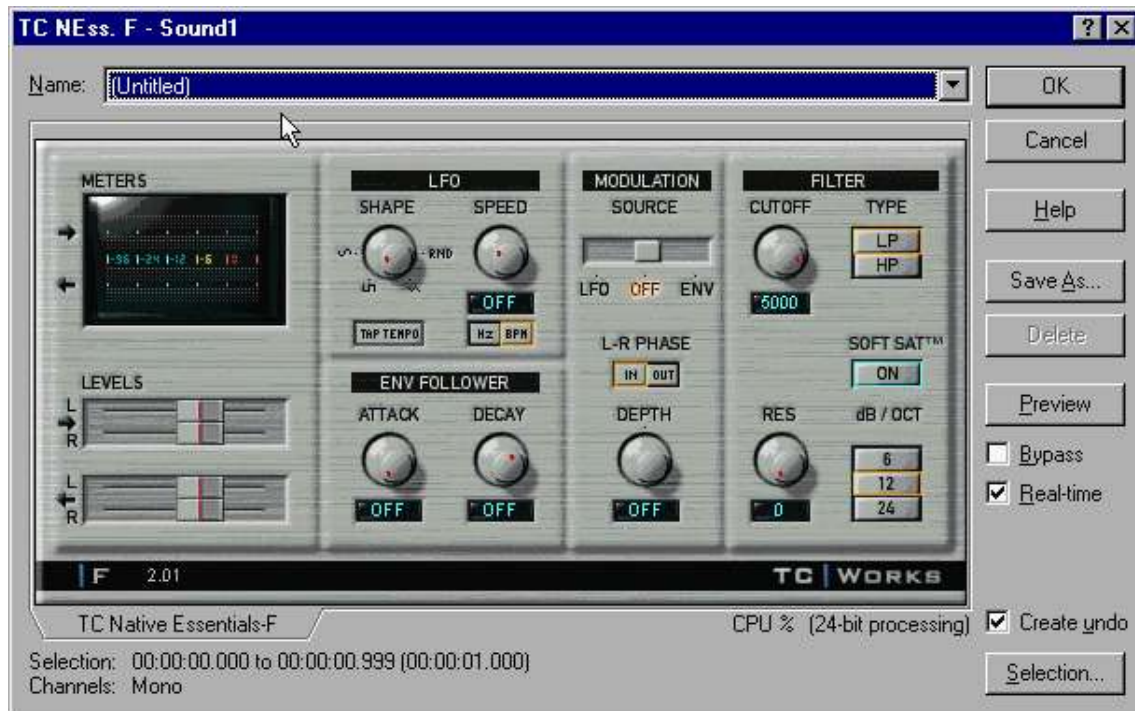 TC NEss. F - Sound1
Name: (Untitled)
OK
Cancel
Help
Save As...
Delete
Preview
Bypass
Real-time
Create undo
Selection...
METERS
-96 -24 -12 -6
LEVELS
L
R
L
R
LFO
SHAPE SPEED
RND
OFF
TAP TEMPO Hz BPM
ENV FOLLOWER
ATTACK DECAY
OFF OFF
MODULATION
SOURCE
LFO OFF ENV
L-R PHASE
IN OUT
DEPTH
OFF
FILTER
CUTOFF TYPE
LP
HP
5000
SOFT SAT™
ON
RES dB / OCT
6
12
24
0
F 2.01
TC WORKS
TC Native Essentials-F
CPU % (24-bit processing)
Selection: 00:00:00.000 to 00:00:00.999 (00:00:01.000)
Channels: Mono